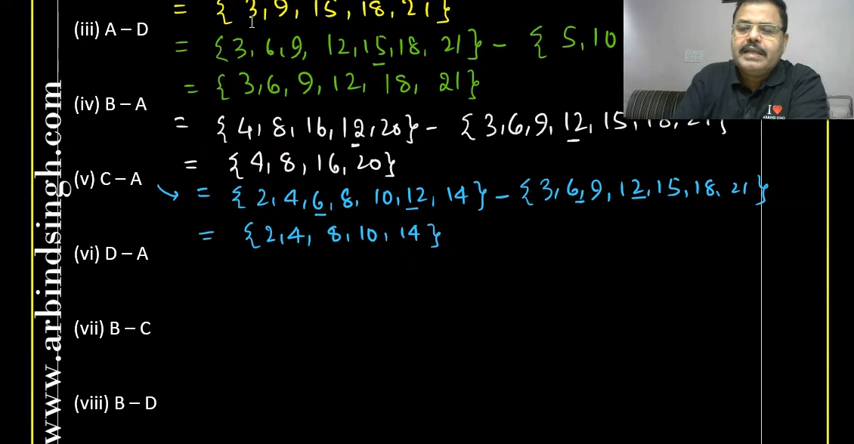 = { 3, 9, 15, 18, 21}
(iii) A – D
= {3, 6, 9, 12, 15, 18, 21} – { 5, 10
= { 3, 6, 9, 12, 18, 21}
(iv) B – A
= {4, 8, 16, 12, 20} – {3, 6, 9, 12, 15, 18, 21}
= {4, 8, 16, 20}
(v) C – A
→ = { 2, 4, 6, 8, 10, 12, 14} – {3, 6, 9, 12, 15, 18, 21}
= {2, 4, 8, 10, 14}
(vi) D – A
(vii) B – C
(viii) B – D
www.arbindsingh.com
I ♥